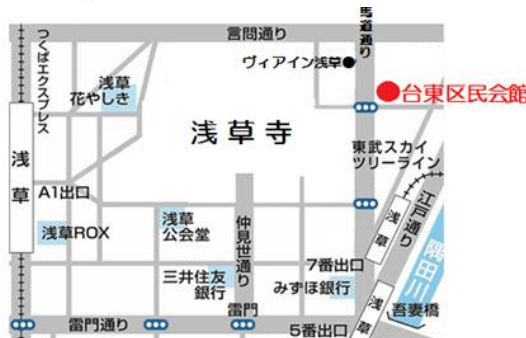 言問通り
馬道通り
つくばエクスプレス
ヴィアイン浅草
浅草
花やしき
台東区民会館
浅草寺
東武スカイ
ツリーライン
浅草
A1出口
江戸通り
浅草
浅草ROX
浅草
公会堂
仲見世通り
隅田川
7番出口
三井住友
銀行
みずほ銀行
雷門
吾妻橋
雷門通り
5番出口
浅草